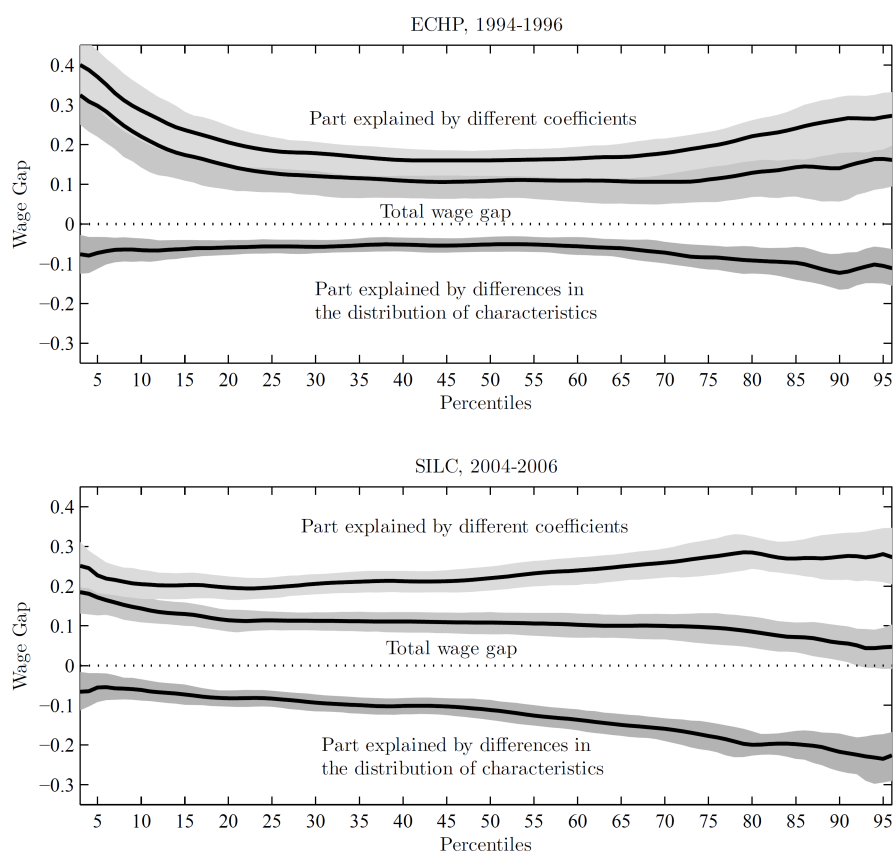 ECHP, 1994-1996
0.4
0.3
0.2
0.1
0
−0.1
−0.2
−0.3
Wage Gap
Part explained by different coefficients
Total wage gap
Part explained by differences in
the distribution of characteristics
5 10 15 20 25 30 35 40 45 50 55 60 65 70 75 80 85 90 95
Percentiles
SILC, 2004-2006
0.4
0.3
0.2
0.1
0
−0.1
−0.2
−0.3
Wage Gap
Part explained by different coefficients
Total wage gap
Part explained by differences in
the distribution of characteristics
5 10 15 20 25 30 35 40 45 50 55 60 65 70 75 80 85 90 95
Percentiles